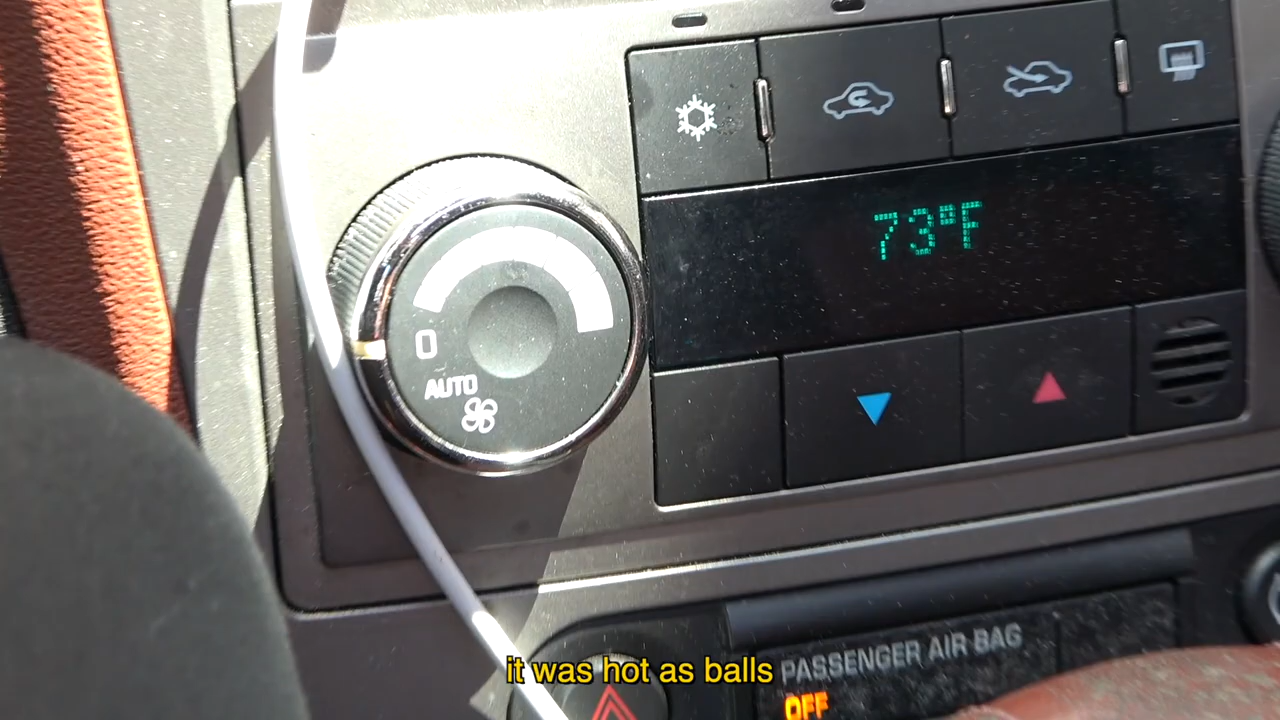 73°F
0
AUTO
PASSENGER AIR BAG
OFF
it was hot as balls